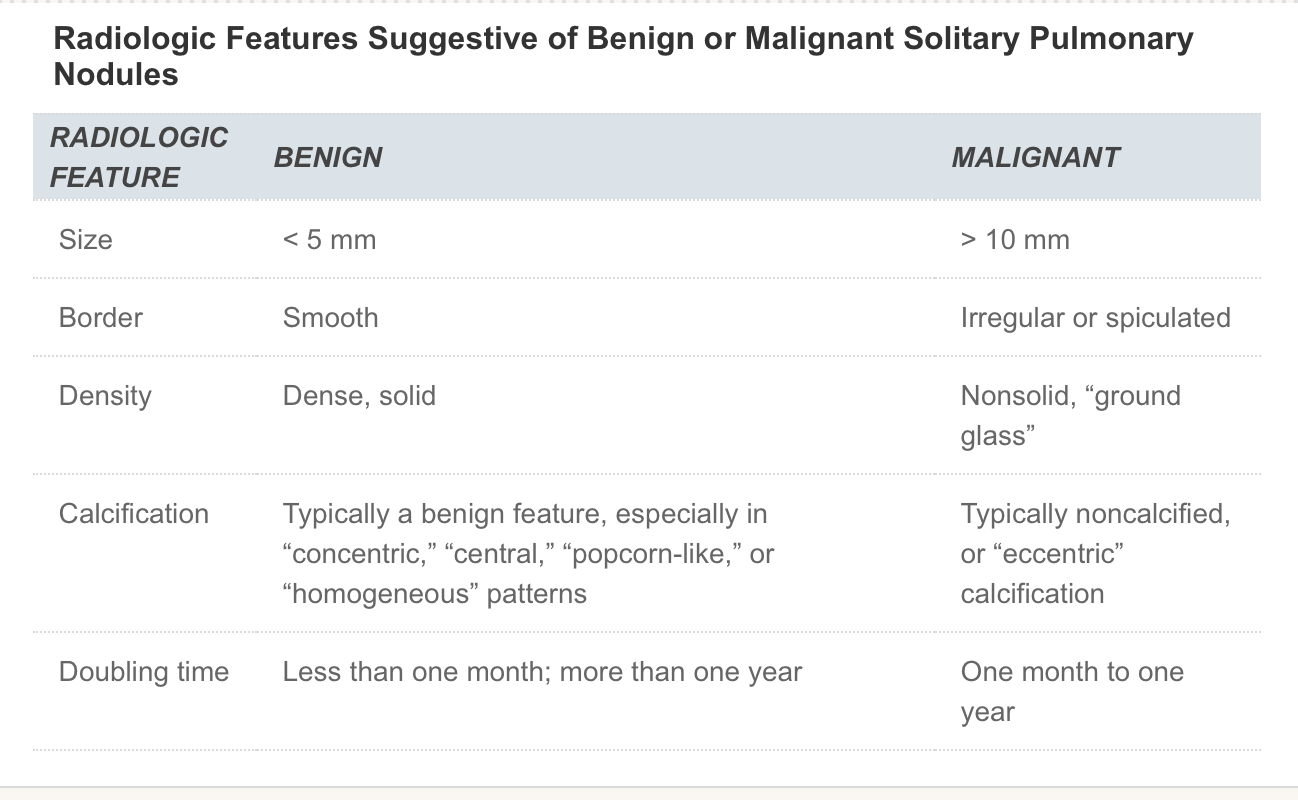 Radiologic Features Suggestive of Benign or Malignant Solitary Pulmonary
Nodules
RADIOLOGIC
FEATURE
BENIGN
MALIGNANT
Size
< 5 mm
> 10 mm
Border
Smooth
Irregular or spiculated
Density
Dense, solid
Nonsolid, “ground
glass”
Calcification
Typically a benign feature, especially in
“concentric,” “central,” “popcorn-like,” or
“homogeneous” patterns
Typically noncalcified,
or “eccentric”
calcification
Doubling time
Less than one month; more than one year
One month to one
year